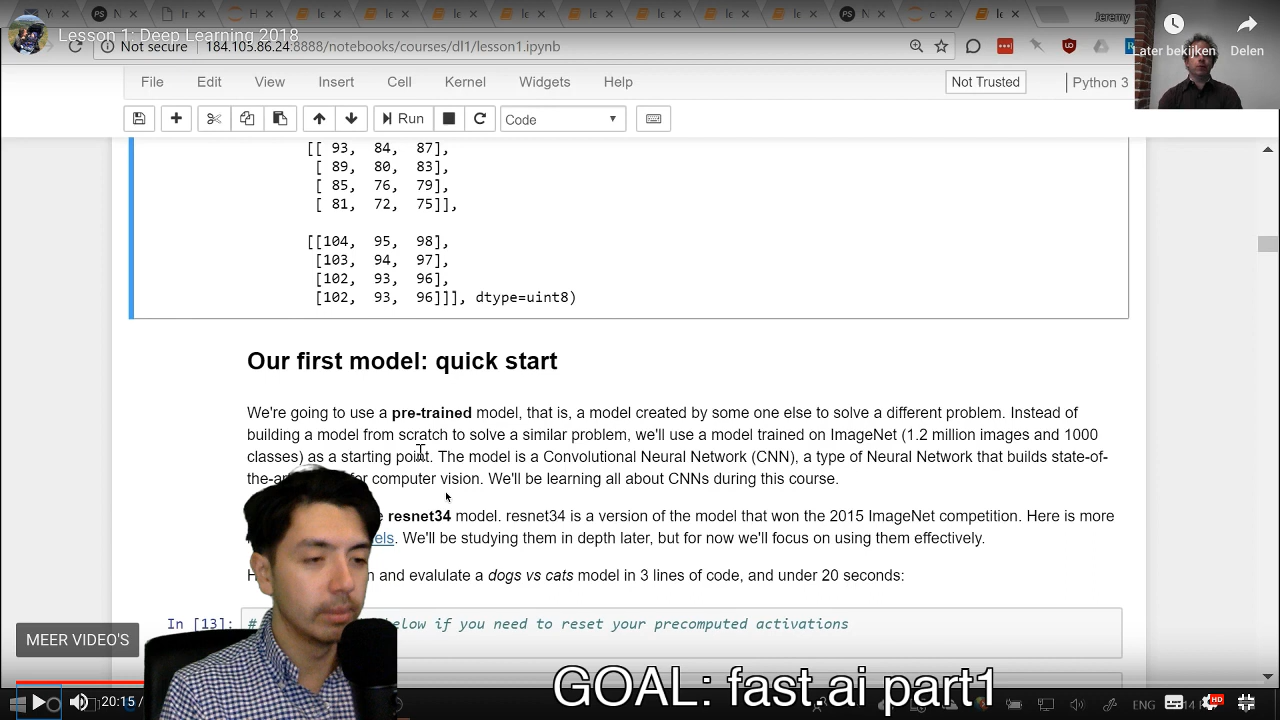 Lesson 1: Deep Learning 2018
Jeremy
Not secure
184.105.86.24:8888/notebooks/courses/dl1/lesson1.ipynb
Later bekijken
Delen
File Edit View Insert Cell Kernel Widgets Help
Not Trusted
Python 3
Run
Code
[[ 93, 84, 87],
[ 89, 80, 83],
[ 85, 76, 79],
[ 81, 72, 75]],
[[104, 95, 98],
[103, 94, 97],
[102, 93, 96],
[102, 93, 96]]], dtype=uint8)
Our first model: quick start
We're going to use a pre-trained model, that is, a model created by some one else to solve a different problem. Instead of
building a model from scratch to solve a similar problem, we'll use a model trained on ImageNet (1.2 million images and 1000
classes) as a starting point. The model is a Convolutional Neural Network (CNN), a type of Neural Network that builds state-of-
for computer vision. We'll be learning all about CNNs during this course.
resnet34 model. resnet34 is a version of the model that won the 2015 ImageNet competition. Here is more
We'll be studying them in depth later, but for now we'll focus on using them effectively.
and evalulate a dogs vs cats model in 3 lines of code, and under 20 seconds:
In [13]: #
below if you need to reset your precomputed activations
MEER VIDEO'S
GOAL: fast.ai part1
20:15 /
ENG
HD